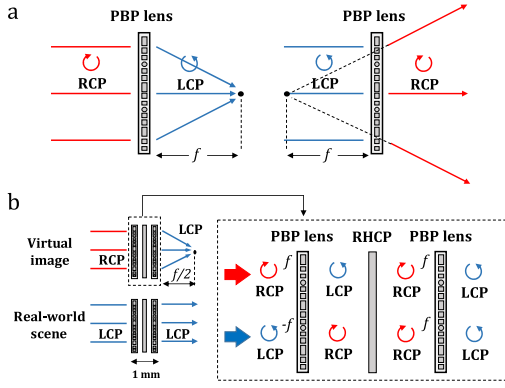 a
PBP lens
PBP lens
RCP
LCP
LCP
RCP
f
f
b
Virtual
image
RCP
LCP
f/2
Real-world
scene
LCP
LCP
1 mm
PBP lens
RHCP
PBP lens
f
f
RCP
LCP
RCP
LCP
-f
f
LCP
RCP
RCP
LCP